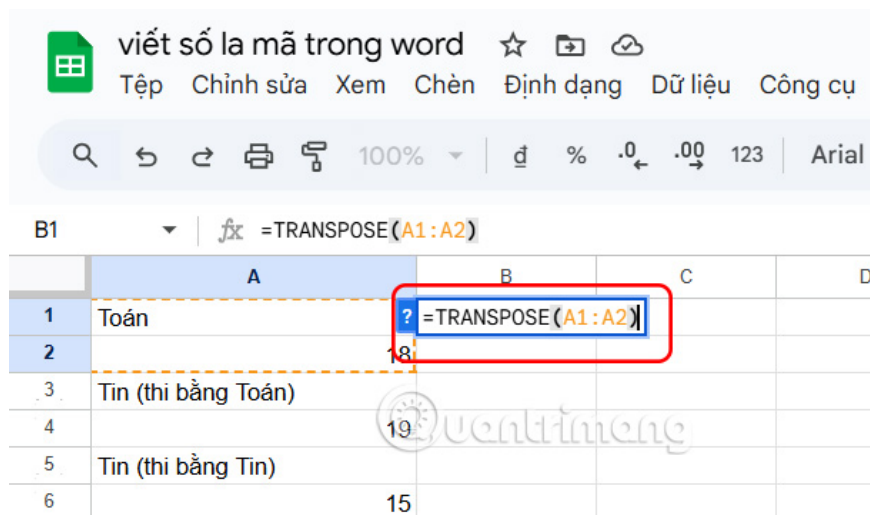 viết số la mã trong word
Tệp Chỉnh sửa Xem Chèn Định dạng Dữ liệu Công cụ
100% đ % .0 .00 123 Arial
B1 fx =TRANSPOSE(A1:A2)
A B C D
1 Toán ? =TRANSPOSE(A1:A2)
2 18
3 Tin (thi bằng Toán)
4 19
Quantrimang
5 Tin (thi bằng Tin)
6 15